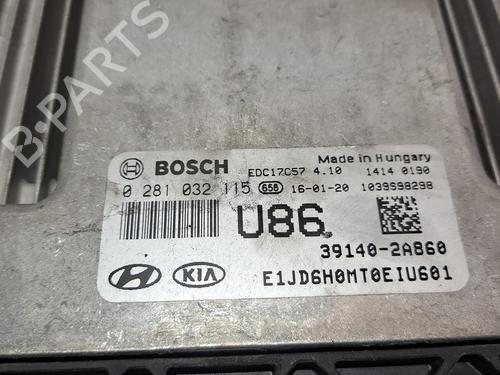 B-PARTS
Made in Hungary
BOSCH EDC17C57 4.10 1414 0190
0 281 032 115 658 16-01-20 1039S98298
U86
39140-2A860
KIA E1JD6H0MT0EIU601